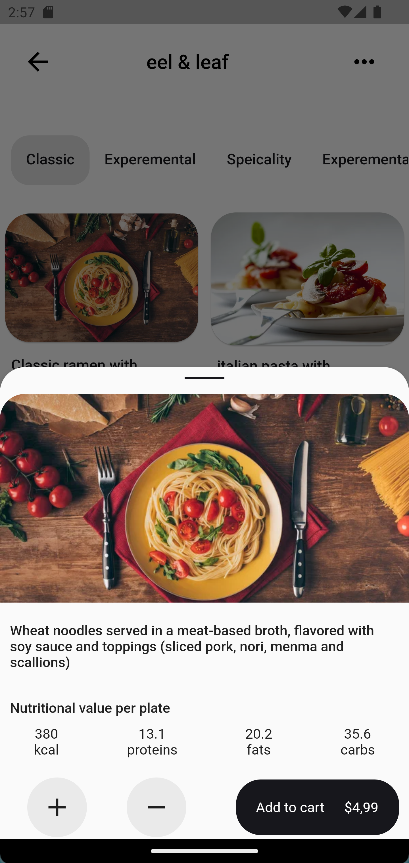 2:57
eel & leaf
Classic
Experemental
Speicality
Experementa
Classic ramen with
italian pasta with
Wheat noodles served in a meat-based broth, flavored with
soy sauce and toppings (sliced pork, nori, menma and
scallions)
Nutritional value per plate
380
kcal
13.1
proteins
20.2
fats
35.6
carbs
Add to cart $4,99